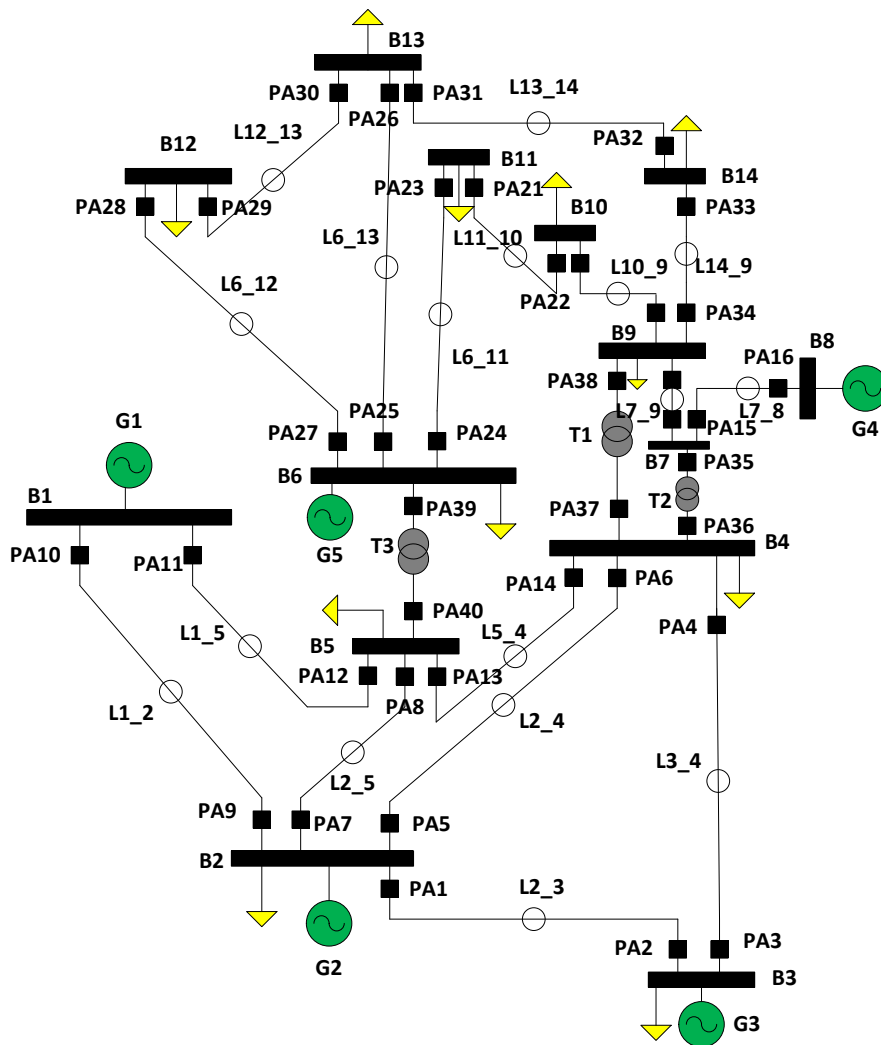 B13
PA30
PA26
PA31
L13_14
L12_13
B12
PA32
B11
B14
PA23
PA21
PA28
PA29
B10
PA33
L6_13
L11_10
L10_9
L14_9
L6_12
PA22
PA34
B9
B8
L6_11
PA38
PA16
L7_9
L7_8
PA15
G1
PA25
PA27
PA24
T1
G4
B7
PA35
B6
B1
T2
PA39
PA37
G5
PA36
T3
B4
PA10
PA11
PA14
PA6
PA40
PA4
L1_5
B5
L5_4
PA12
PA13
PA8
L1_2
L2_4
L3_4
L2_5
PA9
PA7
PA5
B2
PA1
L2_3
PA2
PA3
G2
B3
G3